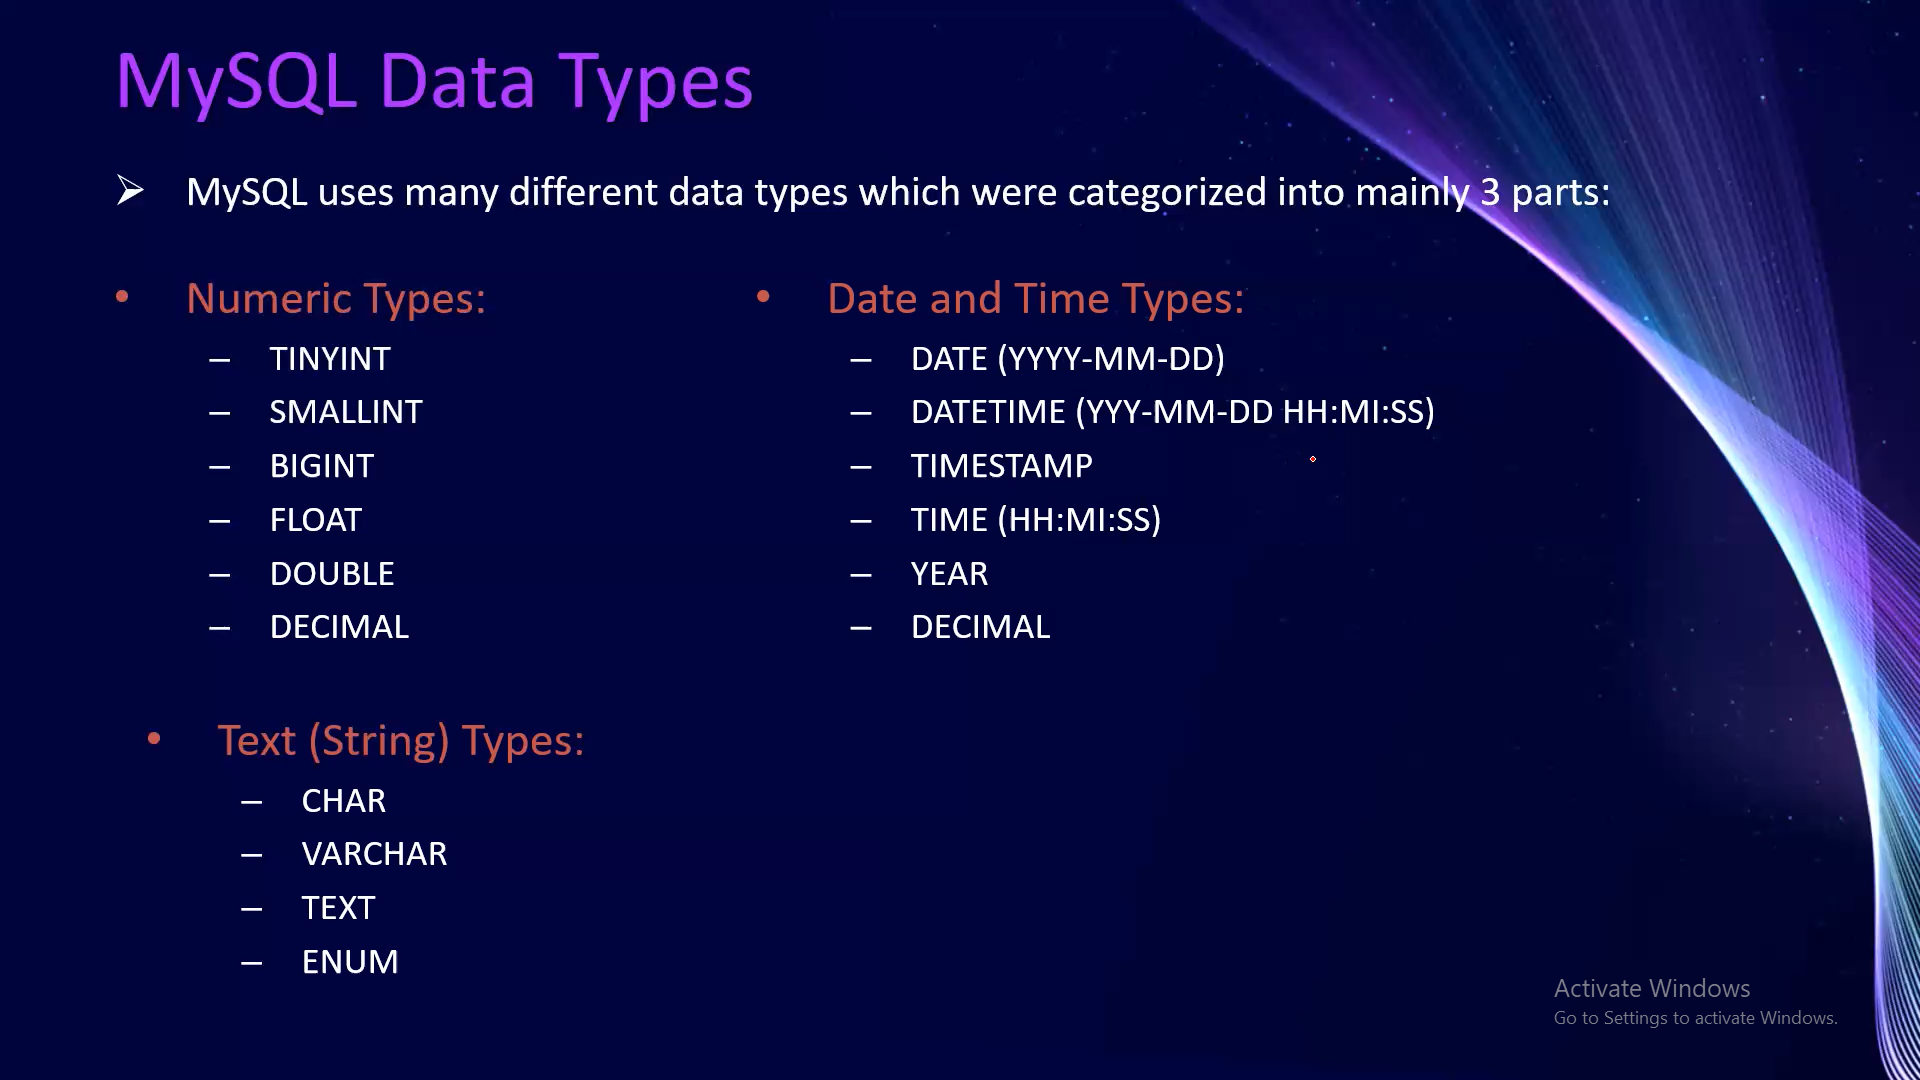 MySQL Data Types
➢ MySQL uses many different data types which were categorized into mainly 3 parts:
• Numeric Types:
– TINYINT
– SMALLINT
– BIGINT
– FLOAT
– DOUBLE
– DECIMAL
• Date and Time Types:
– DATE (YYYY-MM-DD)
– DATETIME (YYY-MM-DD HH:MI:SS)
– TIMESTAMP
– TIME (HH:MI:SS)
– YEAR
– DECIMAL
• Text (String) Types:
– CHAR
– VARCHAR
– TEXT
– ENUM
Activate Windows
Go to Settings to activate Windows.